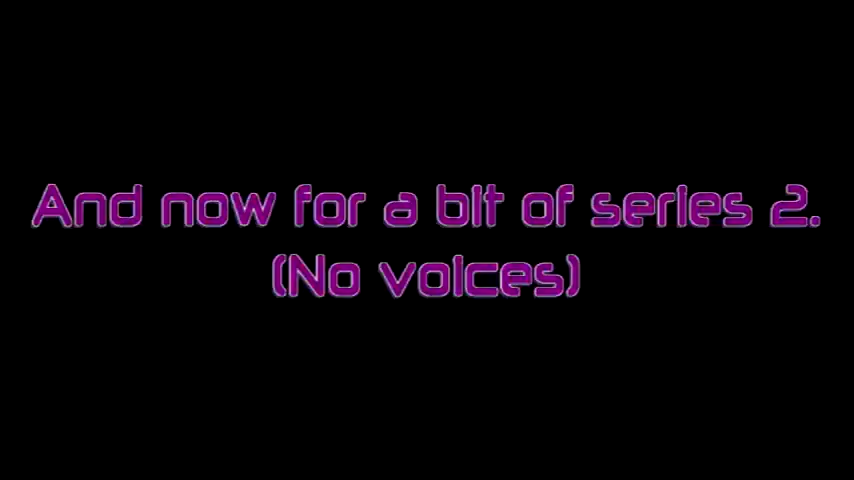 And now for a bit of series 2.
(No voices)